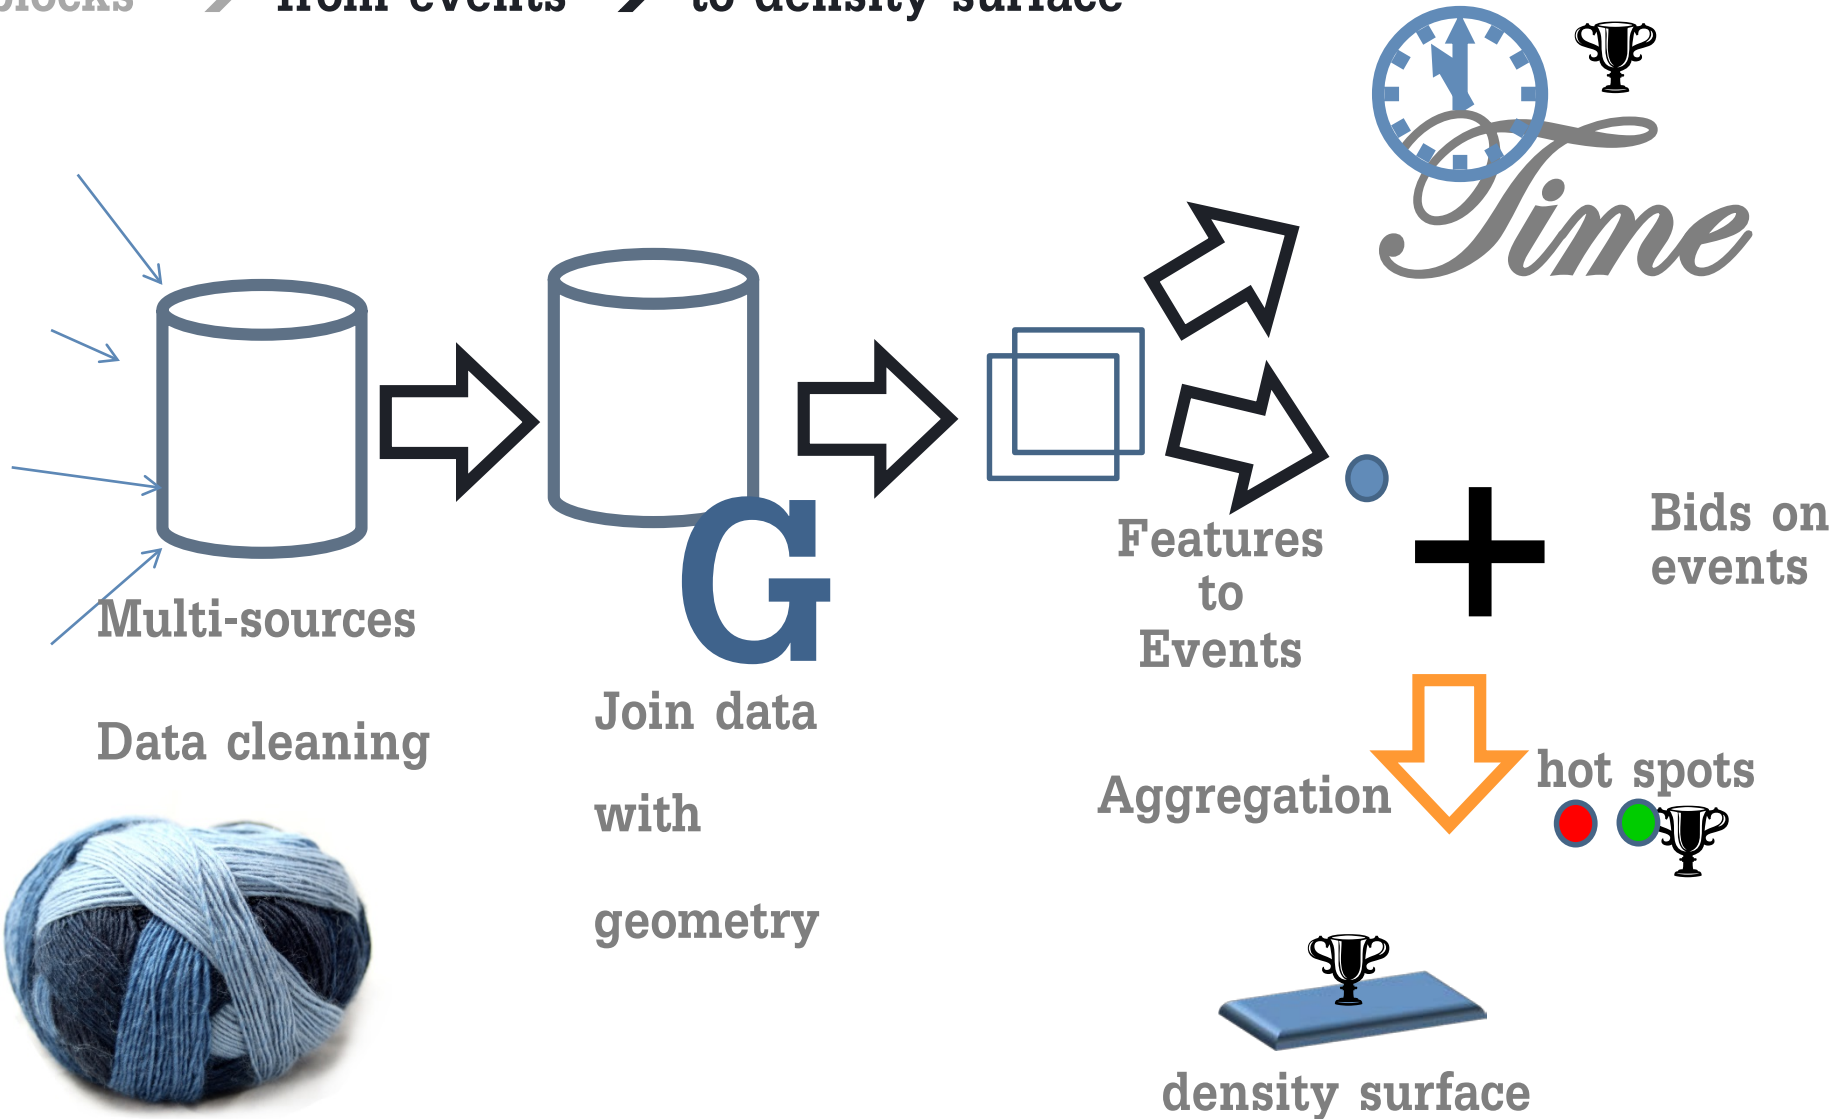 blocks from events to density surface
Time
Bids on
events
Features
to
Events
Multi-sources
G
Join data
Data cleaning
with
geometry
Aggregation
hot spots
density surface